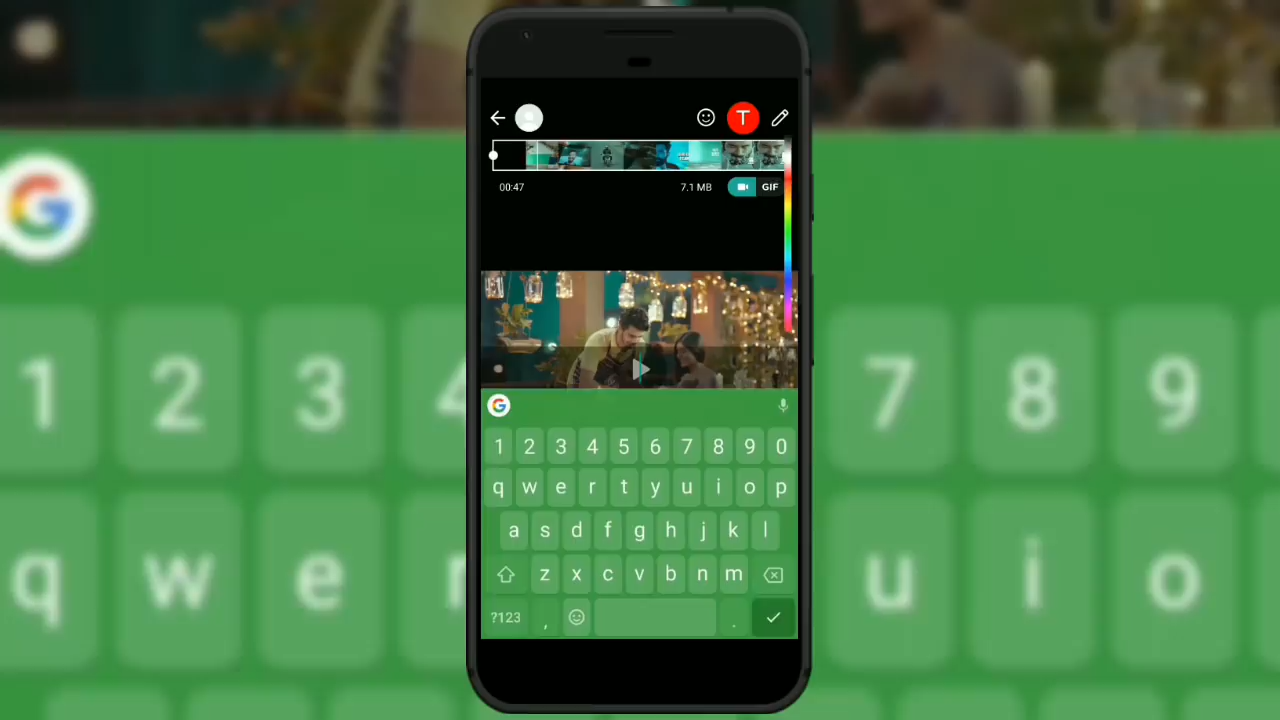 T
00:47
7.1 MB
GIF
G
1 2 3 4 5 6 7 8 9 0
q w e r t y u i o p
a s d f g h j k l
z x c v b n m
?123 , .